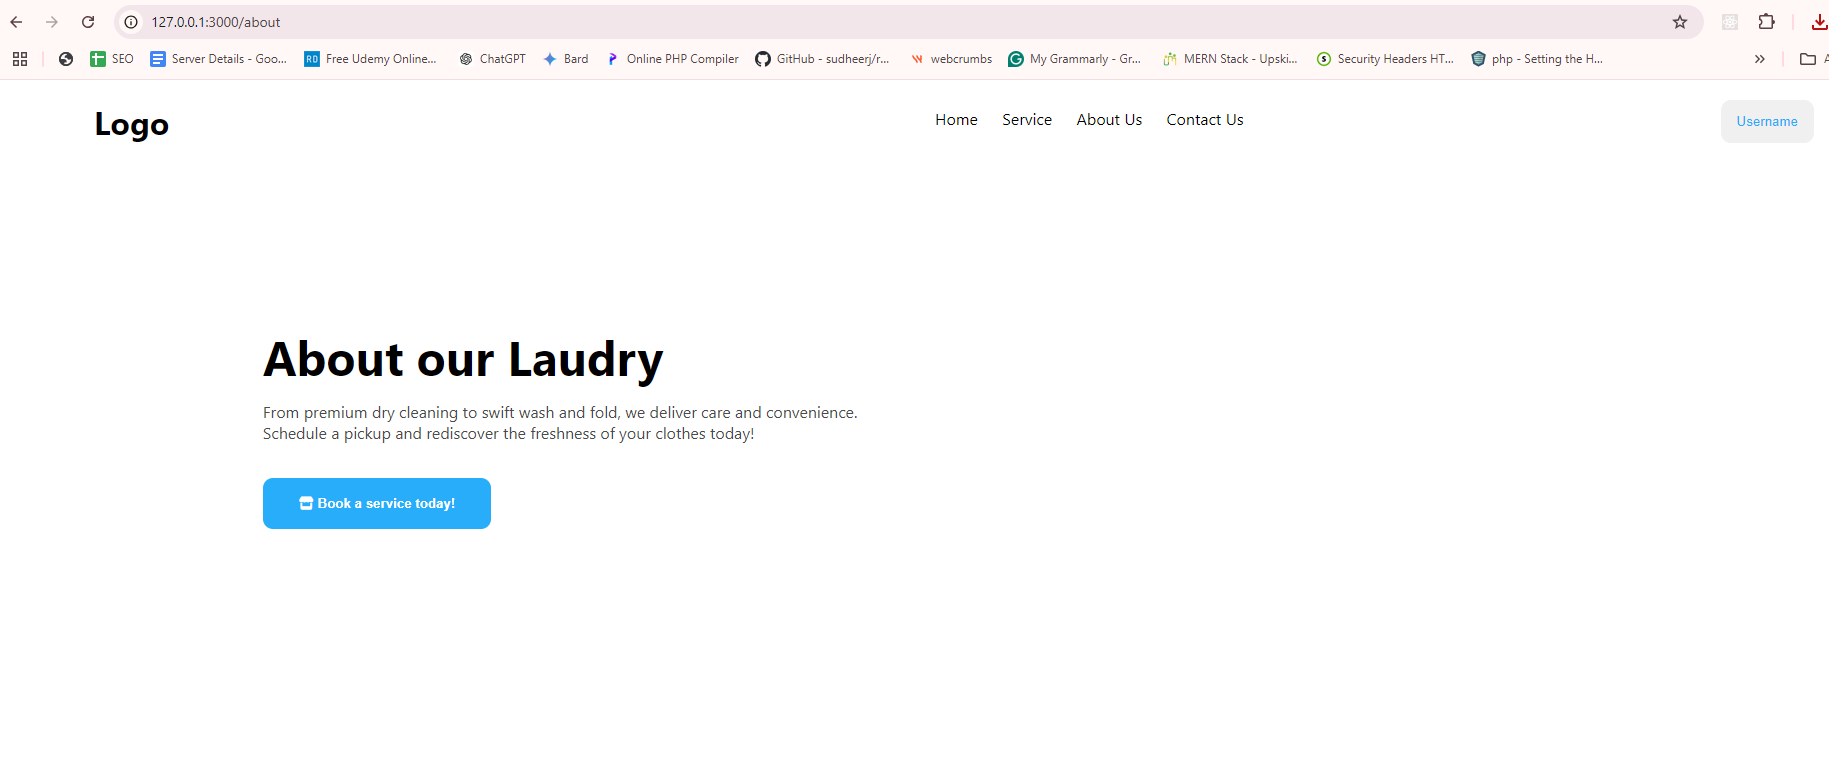 127.0.0.1:3000/about
SEO Server Details - Goo... RD Free Udemy Online... ChatGPT Bard Online PHP Compiler GitHub - sudheerj/r... webcrumbs My Grammarly - Gr... MERN Stack - Upski... Security Headers HT... php - Setting the H... »
Logo Home Service About Us Contact Us Username
About our Laudry
From premium dry cleaning to swift wash and fold, we deliver care and convenience.
Schedule a pickup and rediscover the freshness of your clothes today!
Book a service today!